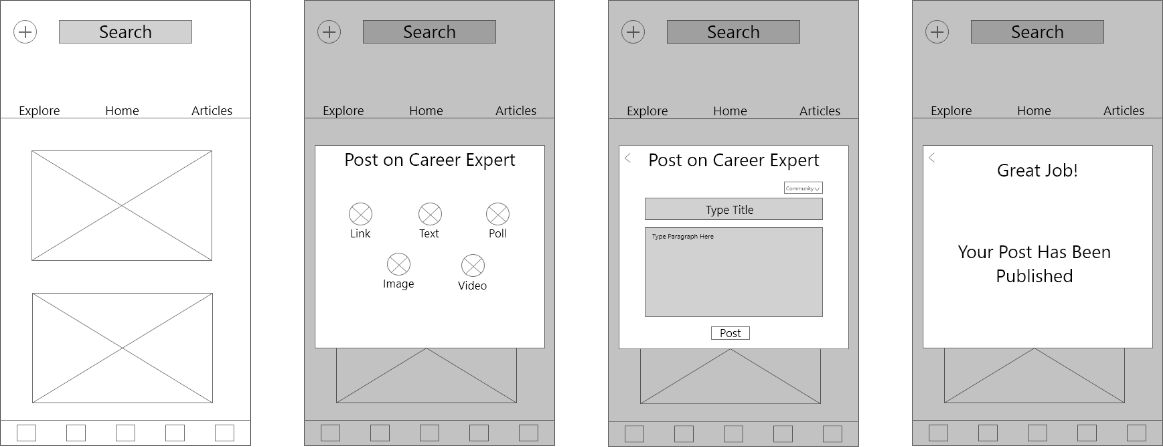 Search
Explore Home Articles
Search
Explore Home Articles
Post on Career Expert
Link Text Poll
Image Video
Search
Explore Home Articles
Post on Career Expert
Community
Type Title
Type Paragraph Here
Post
Search
Explore Home Articles
Great Job!
Your Post Has Been
Published